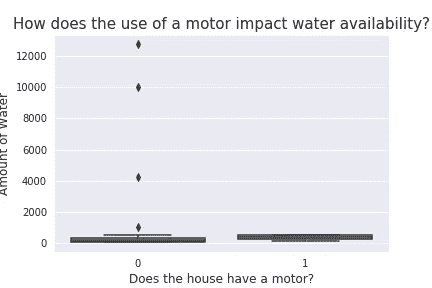 How does the use of a motor impact water availability?
Amount of Water
12000
10000
8000
6000
4000
2000
0
0 1
Does the house have a motor?